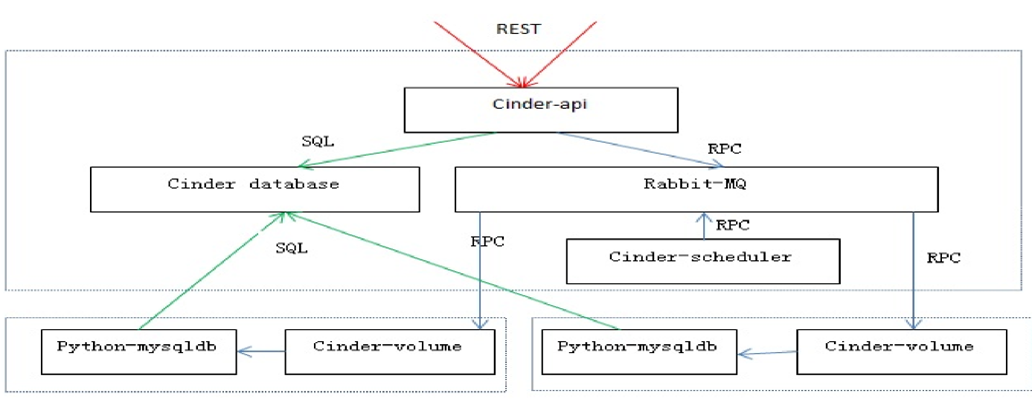 REST
Cinder-api
SQL
RPC
Cinder database
Rabbit-MQ
SQL
RPC
RPC
Cinder-scheduler
RPC
Python-mysqldb
Cinder-volume
Python-mysqldb
Cinder-volume